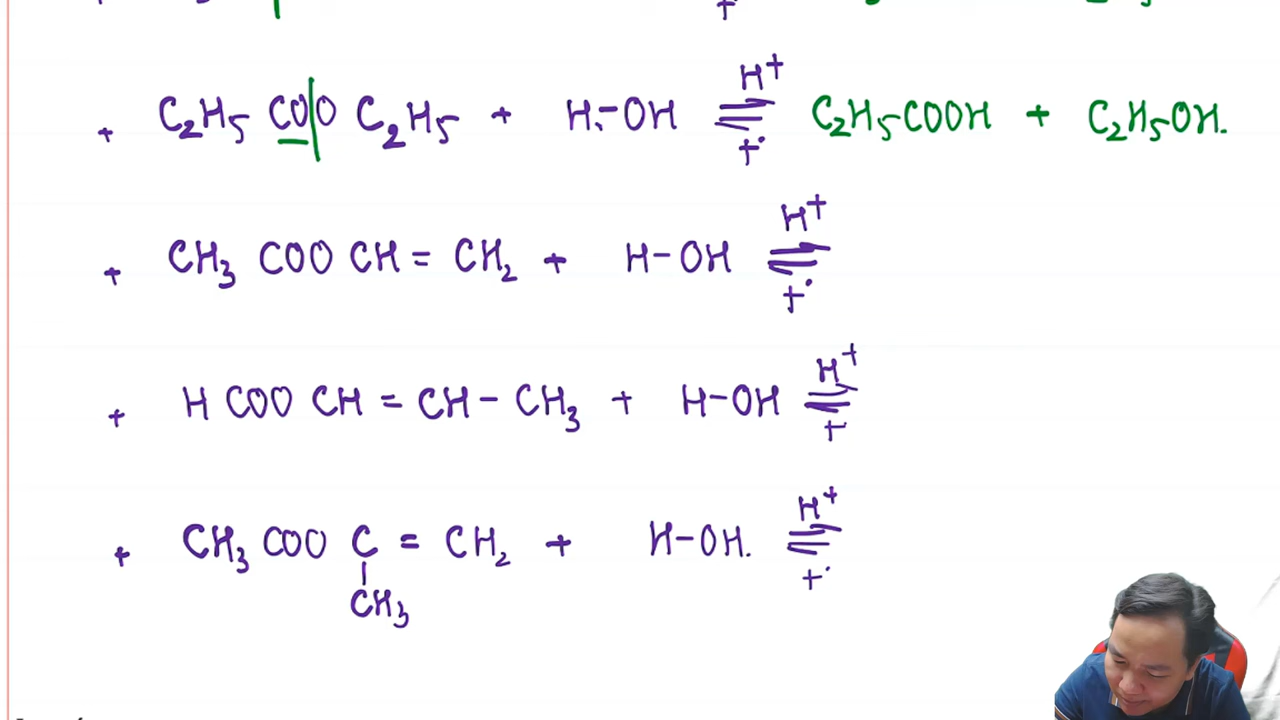 + C₂H₅ COO C₂H₅ + H-OH ⇌ H⁺ t° C₂H₅COOH + C₂H₅OH.
+ CH₃ COO CH = CH₂ + H-OH ⇌ H⁺ t°
+ H COO CH = CH - CH₃ + H-OH ⇌ H⁺ t
+ CH₃ COO C = CH₂ + H-OH. ⇌ H⁺ t°
CH₃